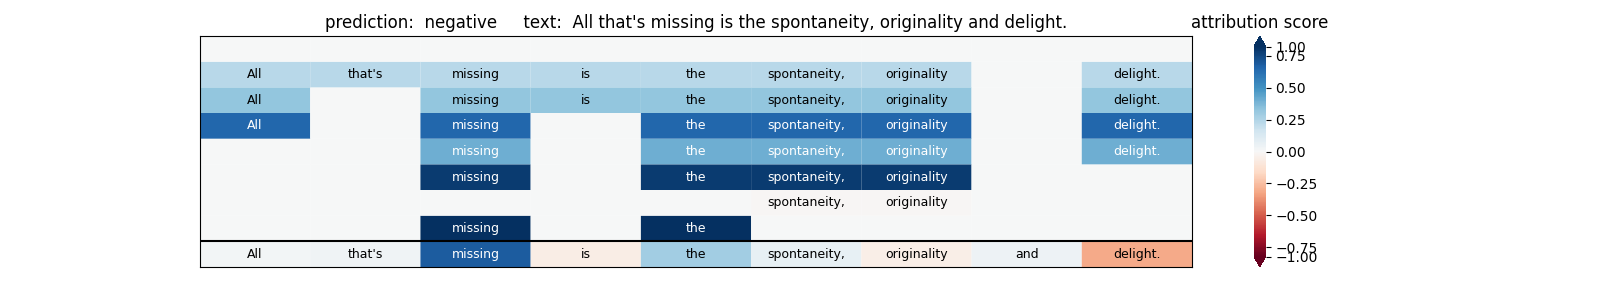 prediction:  negative     text:  All that's missing is the spontaneity, originality and delight.
attribution score
All that's missing is the spontaneity, originality delight.
All missing is the spontaneity, originality delight.
All missing the spontaneity, originality delight.
missing the spontaneity, originality delight.
missing the spontaneity, originality
spontaneity, originality
missing the
All that's missing is the spontaneity, originality and delight.
1.00
0.75
0.50
0.25
0.00
−0.25
−0.50
−0.75
−1.00